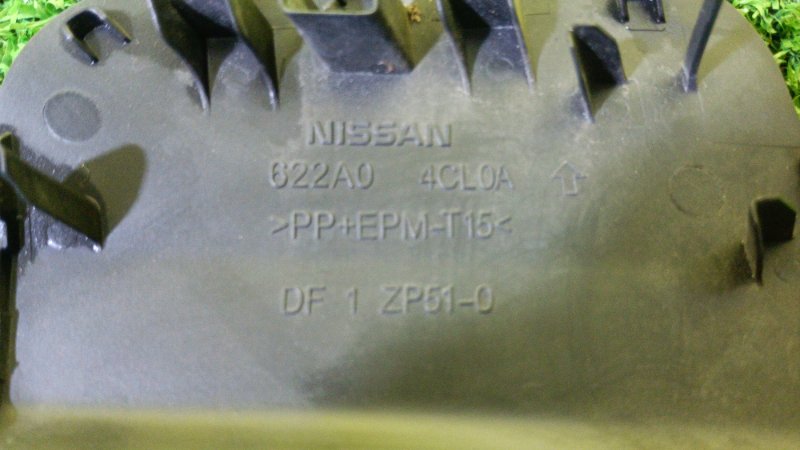 NISSAN
622A0 4CL0A
>PP+EPM-T15<
DF 1 ZP51-0